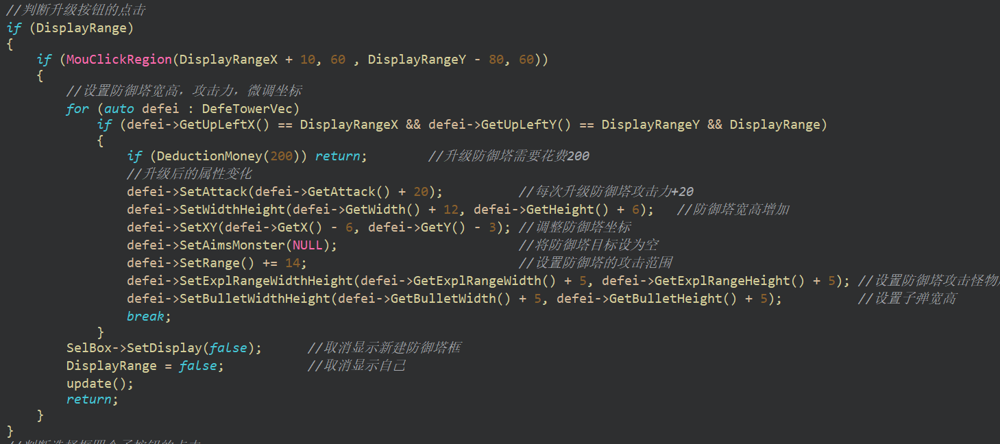 //判断升级按钮的点击
if (DisplayRange)
{
    if (MouClickRegion(DisplayRangeX + 10, 60 , DisplayRangeY - 80, 60))
    {
        //设置防御塔宽高，攻击力，微调坐标
        for (auto defei : DefeTowerVec)
            if (defei->GetUpLeftX() == DisplayRangeX && defei->GetUpLeftY() == DisplayRangeY && DisplayRange)
            {
                if (DeductionMoney(200)) return;        //升级防御塔需要花费200
                //升级后的属性变化
                defei->SetAttack(defei->GetAttack() + 20);          //每次升级防御塔攻击力+20
                defei->SetWidthHeight(defei->GetWidth() + 12, defei->GetHeight() + 6);   //防御塔宽高增加
                defei->SetXY(defei->GetX() - 6, defei->GetY() - 3); //调整防御塔坐标
                defei->SetAimsMonster(NULL);                        //将防御塔目标设为空
                defei->SetRange() += 14;                            //设置防御塔的攻击范围
                defei->SetExplRangeWidthHeight(defei->GetExplRangeWidth() + 5, defei->GetExplRangeHeight() + 5); //设置防御塔攻击怪物
                defei->SetBulletWidthHeight(defei->GetBulletWidth() + 5, defei->GetBulletHeight() + 5);          //设置子弹宽高
                break;
            }
        SelBox->SetDisplay(false);      //取消显示新建防御塔框
        DisplayRange = false;           //取消显示自己
        update();
        return;
    }
}